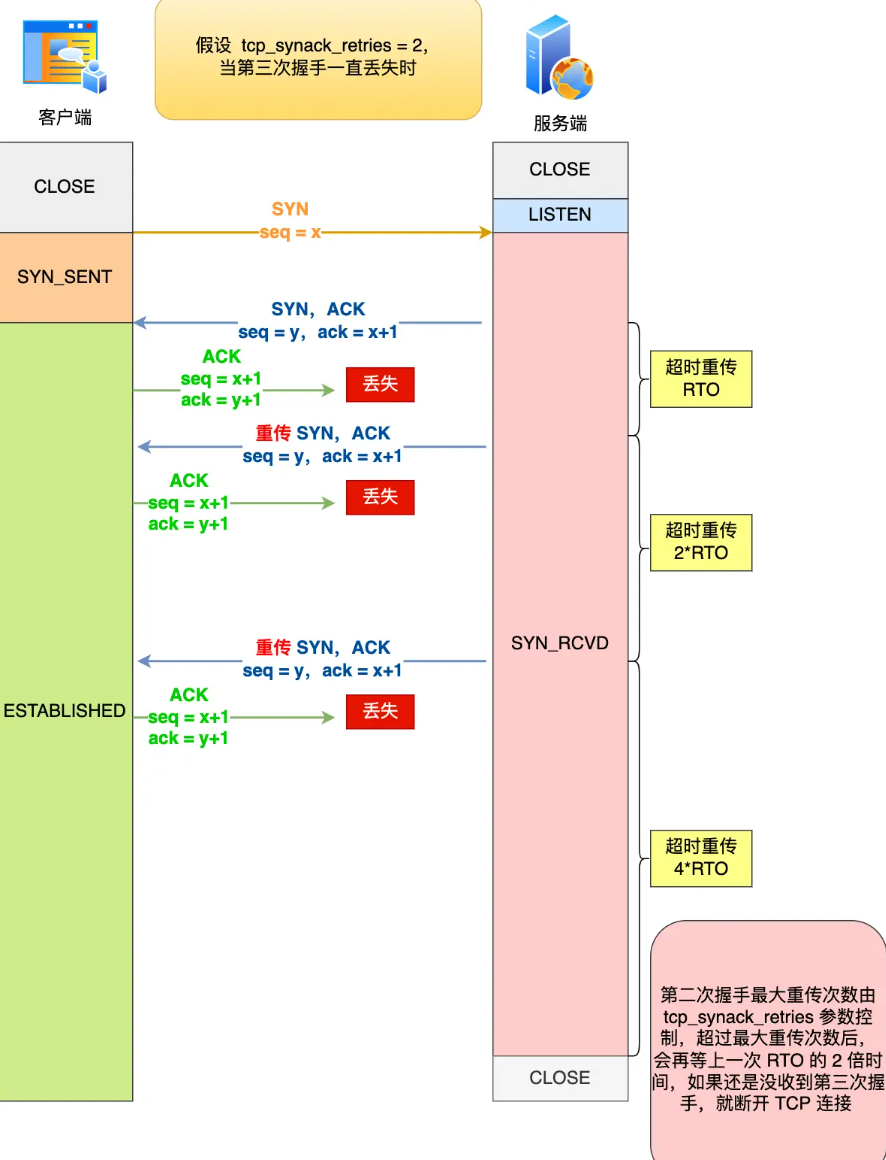 假设 tcp_synack_retries = 2，
当第三次握手一直丢失时
客户端
服务端
CLOSE
CLOSE
LISTEN
SYN
seq = x
SYN_SENT
SYN，ACK
seq = y，ack = x+1
ACK
seq = x+1
ack = y+1
丢失
超时重传
RTO
重传 SYN，ACK
seq = y，ack = x+1
ACK
seq = x+1
ack = y+1
丢失
超时重传
2*RTO
SYN_RCVD
重传 SYN，ACK
seq = y，ack = x+1
ACK
seq = x+1
ack = y+1
丢失
ESTABLISHED
超时重传
4*RTO
第二次握手最大重传次数由
tcp_synack_retries 参数控
制，超过最大重传次数后，
会再等上一次 RTO 的 2 倍时
间，如果还是没收到第三次握
手，就断开 TCP 连接
CLOSE